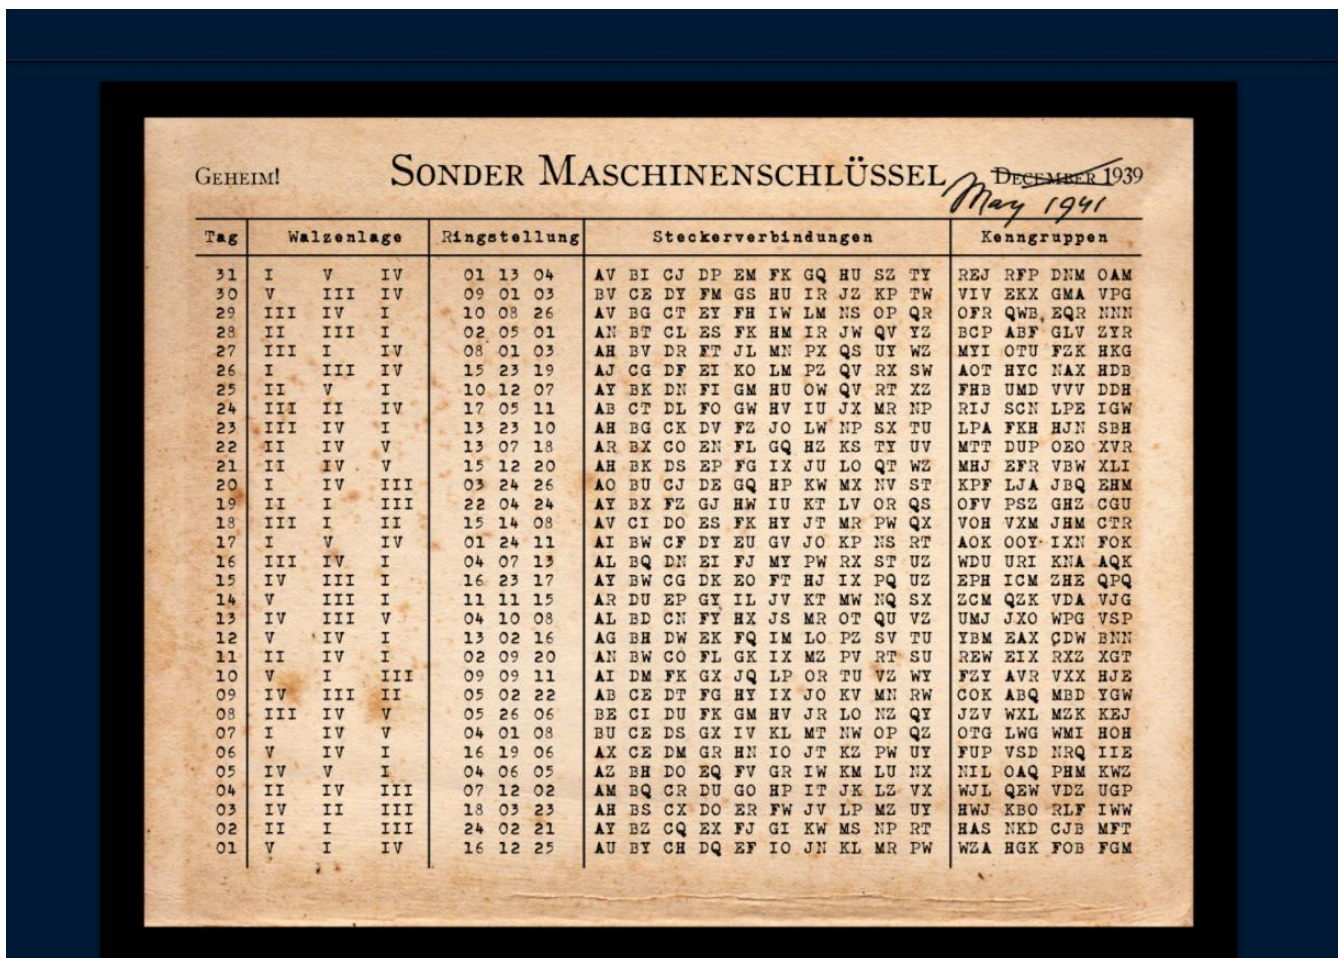 GEHEIM! SONDER MASCHINENSCHLÜSSEL DECEMBER 1939
May 1941
Tag Walzenlage Ringstellung Steckerverbindungen Kenngruppen
31 I V IV 01 13 04 AV BI CJ DP EM FK GQ HU SZ TY REJ RFP DNM OAM
30 V III IV 09 01 03 BV CE DY FM GS HU IR JZ KP TW VIV EKX GMA VPG
29 III IV I 10 08 26 AV BG CT EY FH IW LM NS OP QR OFR QWB EQR NNN
28 II III I 02 05 01 AN BT CL ES FK HM IR JW QV YZ BCP ABF GLV ZYR
27 III I IV 08 01 03 AH BV DR FT JL MN PX QS UY WZ MYI OTU FZK HKG
26 I III IV 15 23 19 AJ CG DF EI KO LM PZ QV RX SW AOT HYC NAX HDB
25 II V I 10 12 07 AY BK DN FI GM HU OW QV RT XZ FHB UMD VVV DDH
24 III II IV 17 05 11 AB CT DL FO GW HV IU JX MR NP RIJ SCN LPE IGW
23 III IV I 13 23 10 AH BG CK DV FZ JO LW NP SX TU LPA FKH HJN SBH
22 II IV V 13 07 18 AR BX CO EN FL GQ HZ KS TY UV MTT DUP OEO XVR
21 II IV V 15 12 20 AH BK DS EP FG IX JU LO QT WZ MHJ EFR VBW XLI
20 I IV III 03 24 26 AO BU CJ DE GQ HP KW MX NV ST KPF LJA JBQ EHM
19 II I III 22 04 24 AY BX FZ GJ HW IU KT LV OR QS OFV PSZ GHZ CGU
18 III I II 15 14 08 AV CI DO ES FK HY JT MR PW QX VOH VXM JHM CTR
17 I V IV 01 24 11 AI BW CF DY EU GV JO KP NS RT AOK OOY IXN FOK
16 III IV I 04 07 13 AL BQ DN EI FJ MY PW RX ST UZ WDU URI KNA AQK
15 IV III I 16 23 17 AY BW CG DK EO FT HJ IX PQ UZ EPH ICM ZHE QPQ
14 V III I 11 11 15 AR DU EP GY IL JV KT MW NQ SX ZCM QZK VDA VJG
13 IV III V 04 10 08 AL BD CN FY HX JS MR OT QU VZ UMJ JXO WPG VSP
12 V IV I 13 02 16 AG BH DW EK FQ IM LO PZ SV TU YBM EAX CDW BNN
11 II IV I 02 09 20 AN BW CO FL GK IX MZ PV RT SU REW EIX RXZ XGT
10 V I III 09 09 11 AI DM FK GX JQ LP OR TU VZ WY FZY AVR VXX HJE
09 IV III II 05 02 22 AB CE DT FG HY IX JO KV MN RW COK ABQ MBD YGW
08 III IV V 05 26 06 BE CI DU FK GM HV JR LO NZ QY JZV WXL MZK KEJ
07 I IV V 04 01 08 BU CE DS GX IV KL MT NW OP QZ OTG LWG WMI HOH
06 V IV I 16 19 06 AX CE DM GR HN IO JT KZ PW UY FUP VSD NRQ IIE
05 IV V I 04 06 05 AZ BH DO EQ FV GR IW KM LU NX NIL OAQ PHM KWZ
04 II IV III 07 12 02 AM BQ CR DU GO HP IT JK LZ VX WJL QEW VDZ UGP
03 IV II III 18 03 23 AH BS CX DO ER FW JV LP MZ UY HWJ KBO RLF IWW
02 II I III 24 02 21 AY BZ CQ EX FJ GI KW MS NP RT HAS NKD CJB MFT
01 V I IV 16 12 25 AU BY CH DQ EF IO JN KL MR PW WZA HGK FOB FGM